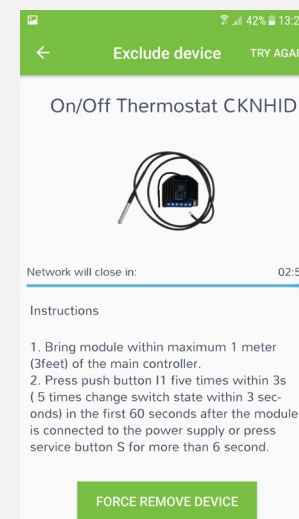 42% 13:2
Exclude device TRY AGAI
On/Off Thermostat CKNHID
Network will close in: 02:5
Instructions
1. Bring module within maximum 1 meter
(3feet) of the main controller.
2. Press push button I1 five times within 3s
( 5 times change switch state within 3 sec-
onds) in the first 60 seconds after the module
is connected to the power supply or press
service button S for more than 6 second.
FORCE REMOVE DEVICE